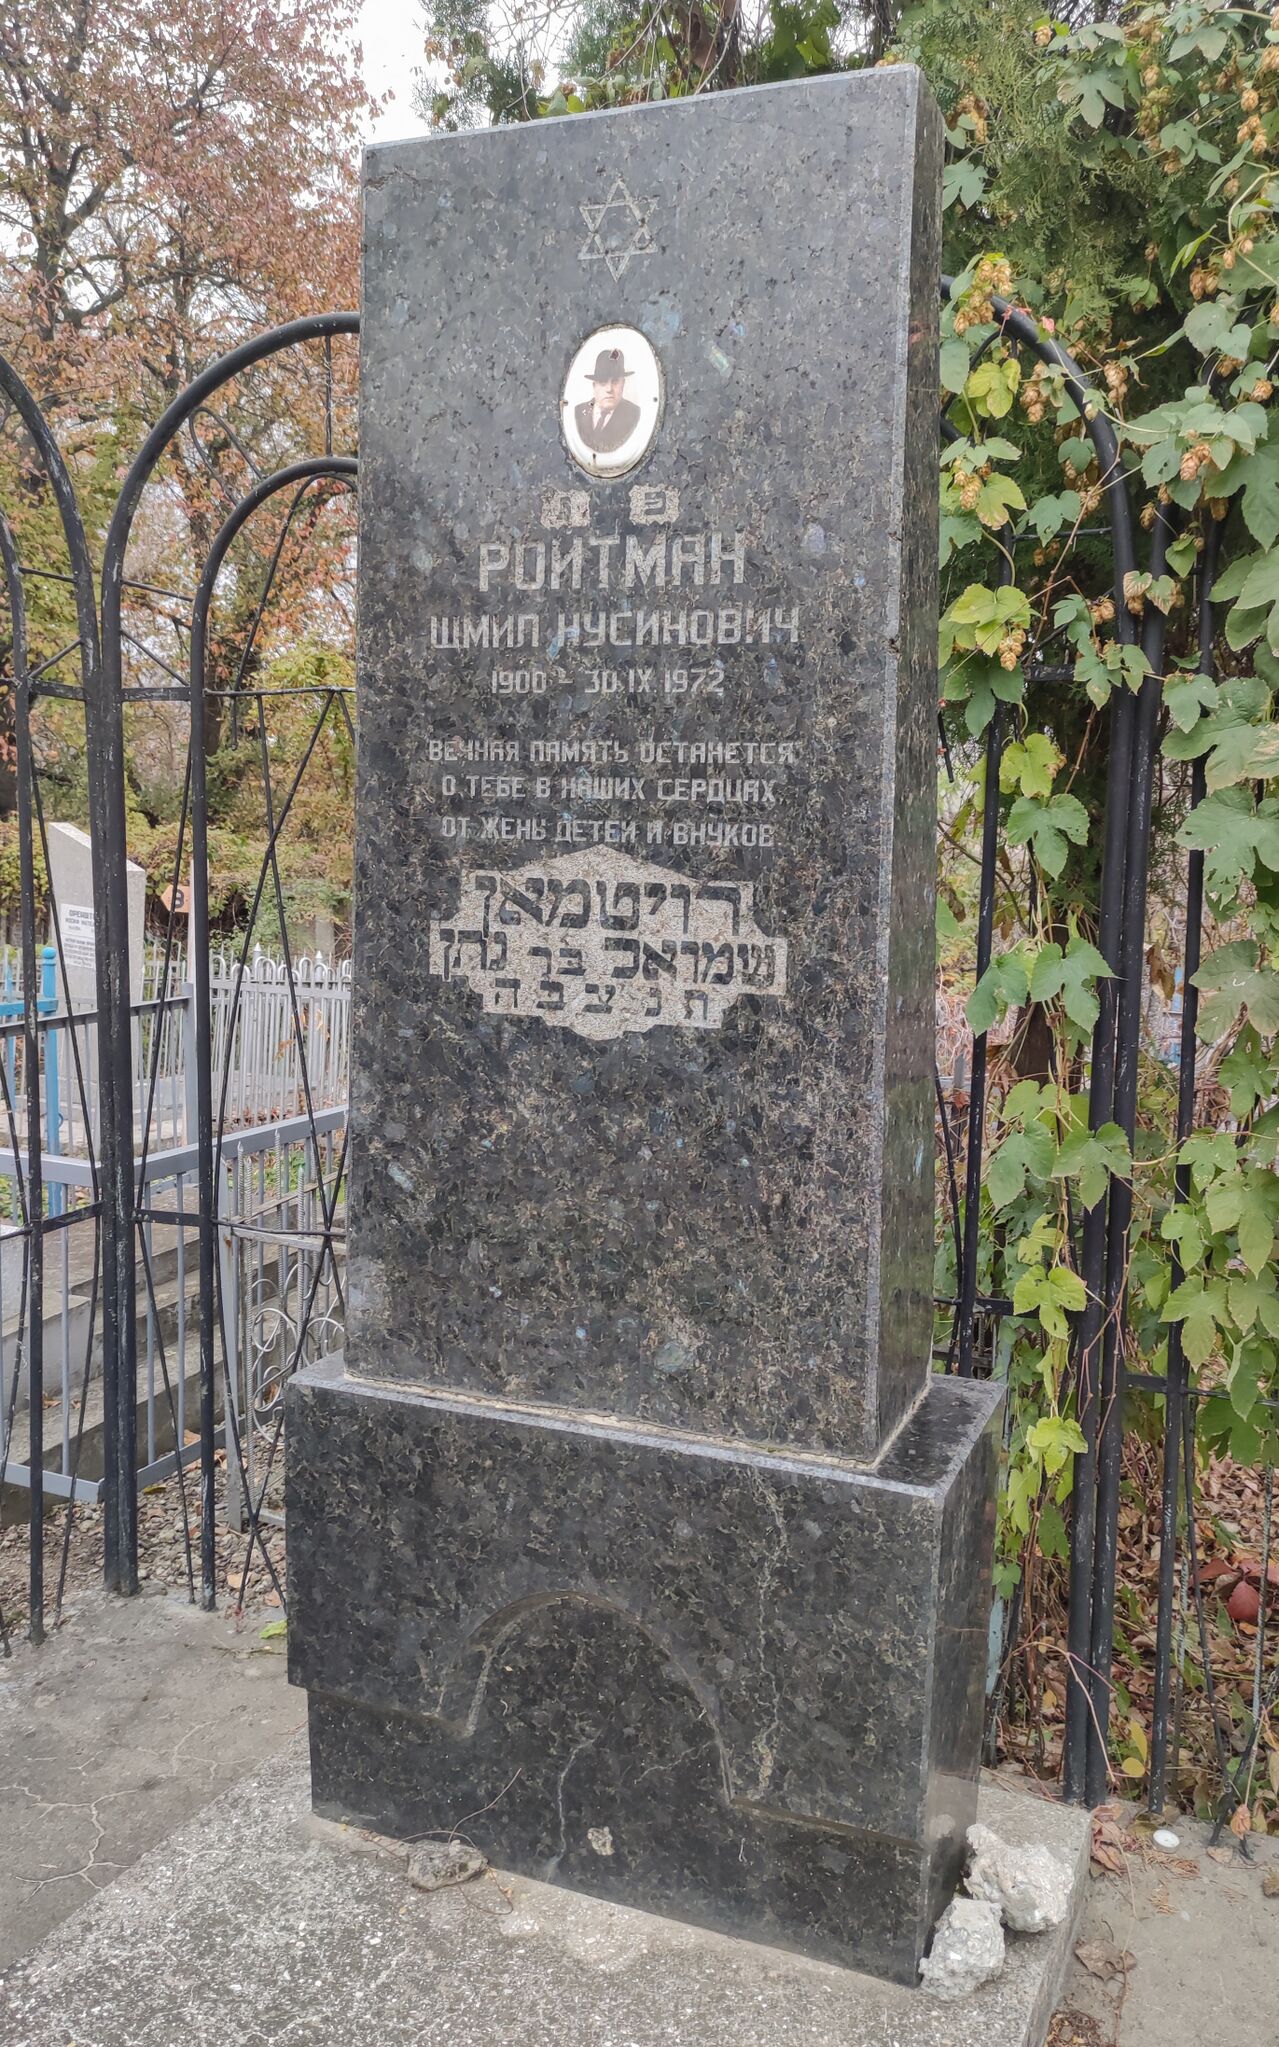 פ נ
РОЙТМАН
ШМИЛ НУСИНОВИЧ
1900 - 30 IX 1972
ВЕЧНАЯ ПАМЯТЬ ОСТАНЕТСЯ
О ТЕБЕ В НАШИХ СЕРДЦАХ,
ОТ ЖЕНЬ ДЕТЕЙ И ВНУКОВ
רויטמאן
שמואל בר נתן
ת נ צ ב ה